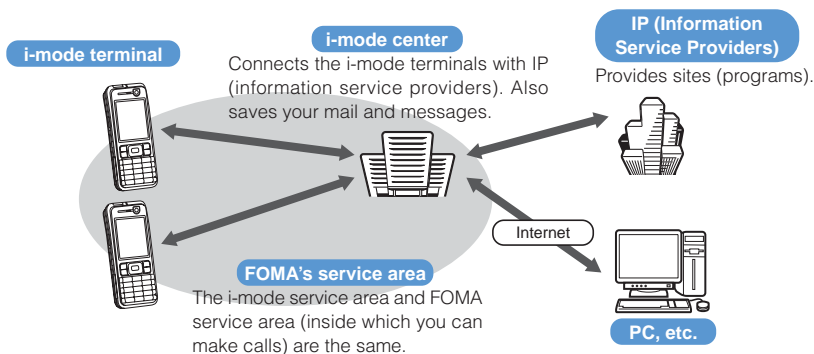 i-mode terminal
i-mode center
Connects the i-mode terminals with IP
(information service providers). Also
saves your mail and messages.
IP (Information
Service Providers)
Provides sites (programs).
Internet
FOMA's service area
The i-mode service area and FOMA
service area (inside which you can
make calls) are the same.
PC, etc.